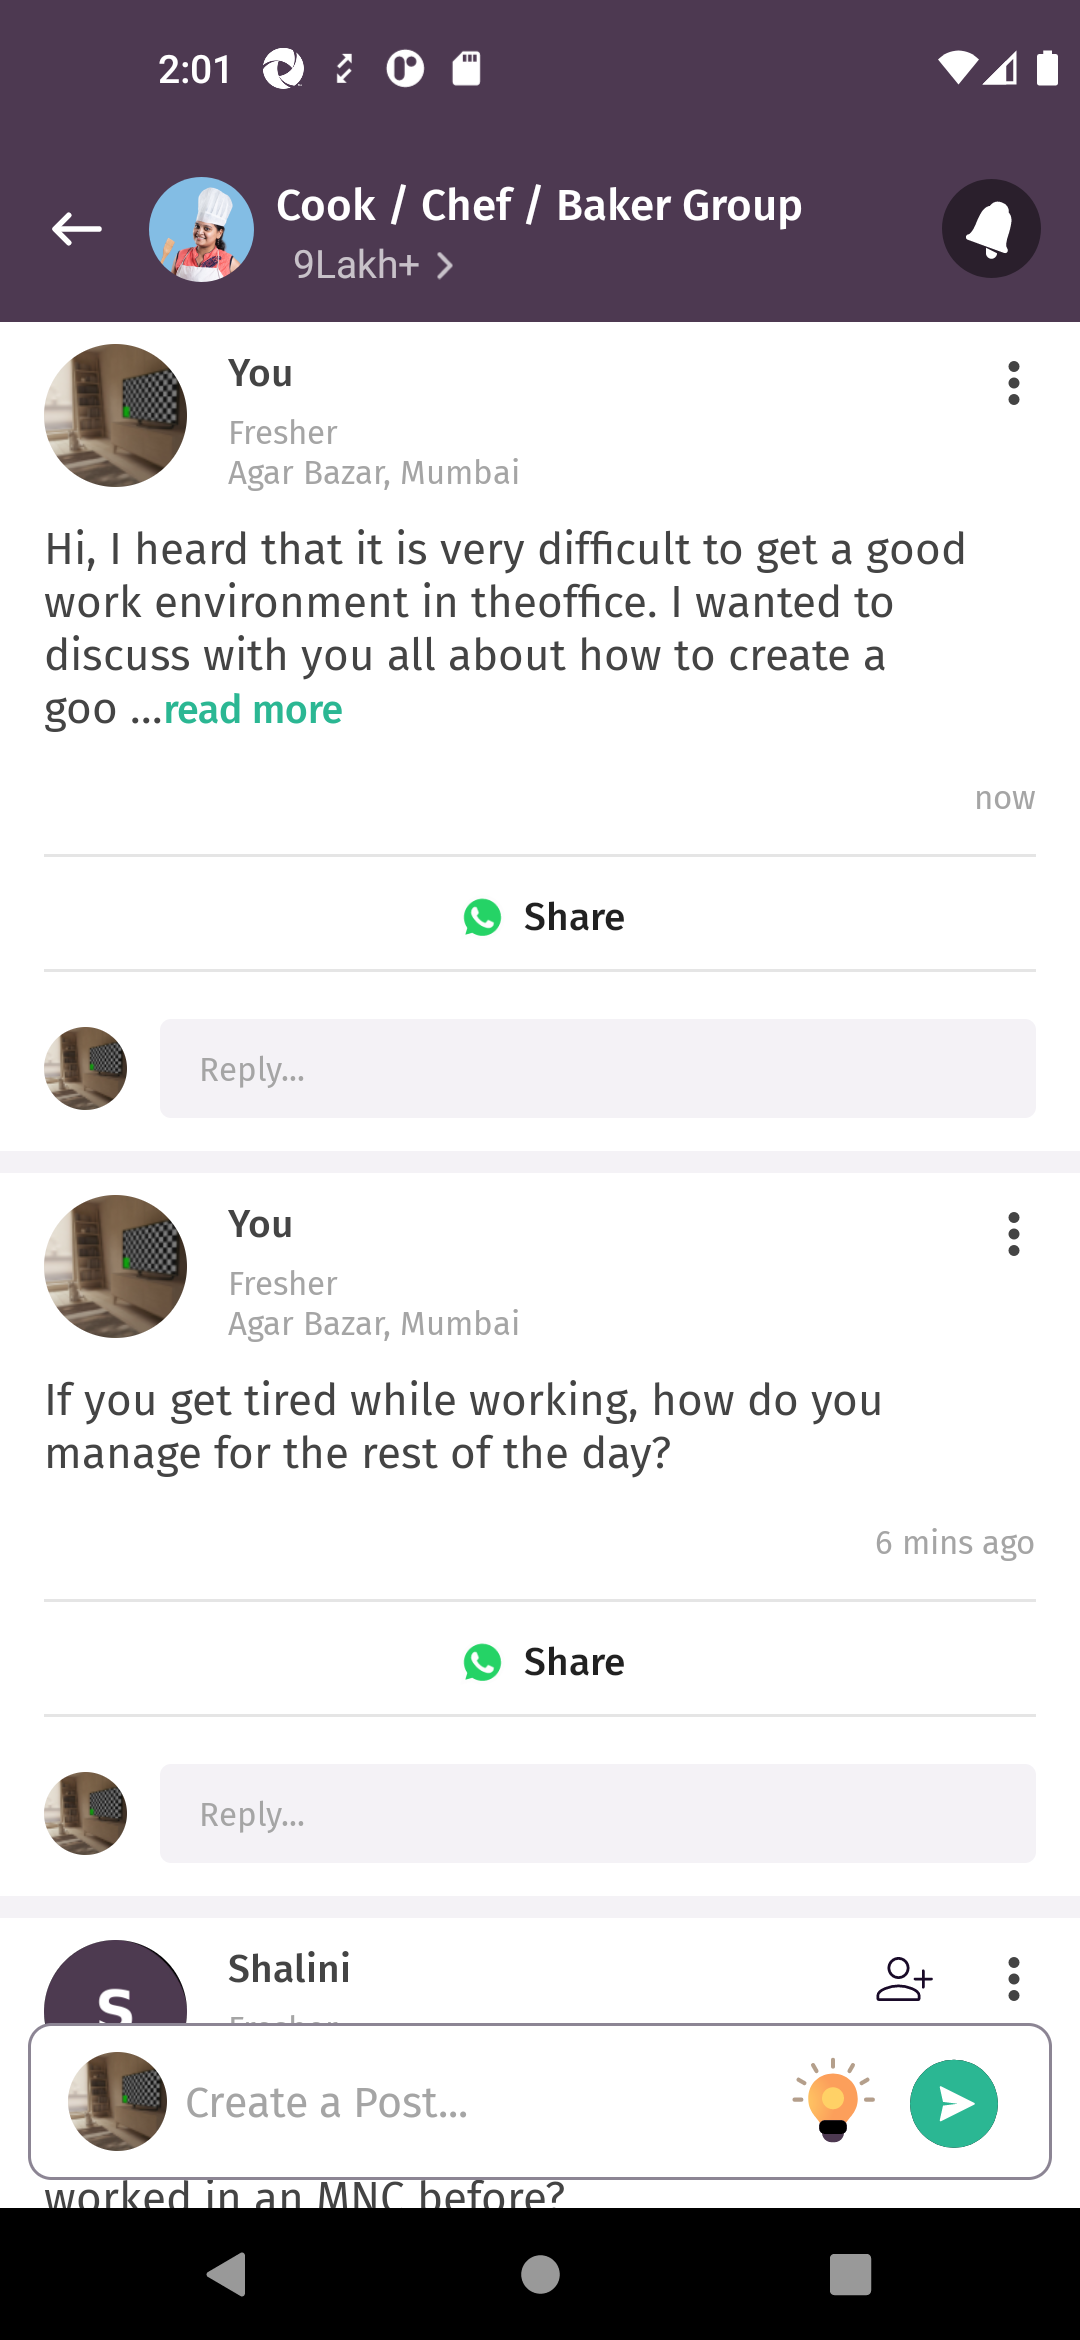 2:01
Cook / Chef / Baker Group
9Lakh+
You
Fresher
Agar Bazar, Mumbai
Hi, I heard that it is very difficult to get a good
work environment in theoffice. I wanted to
discuss with you all about how to create a
goo ...read more
now
Share
Reply...
You
Fresher
Agar Bazar, Mumbai
If you get tired while working, how do you
manage for the rest of the day?
6 mins ago
Share
Reply...
Shalini
S
Fresher
Create a Post...
worked in an MNC before?